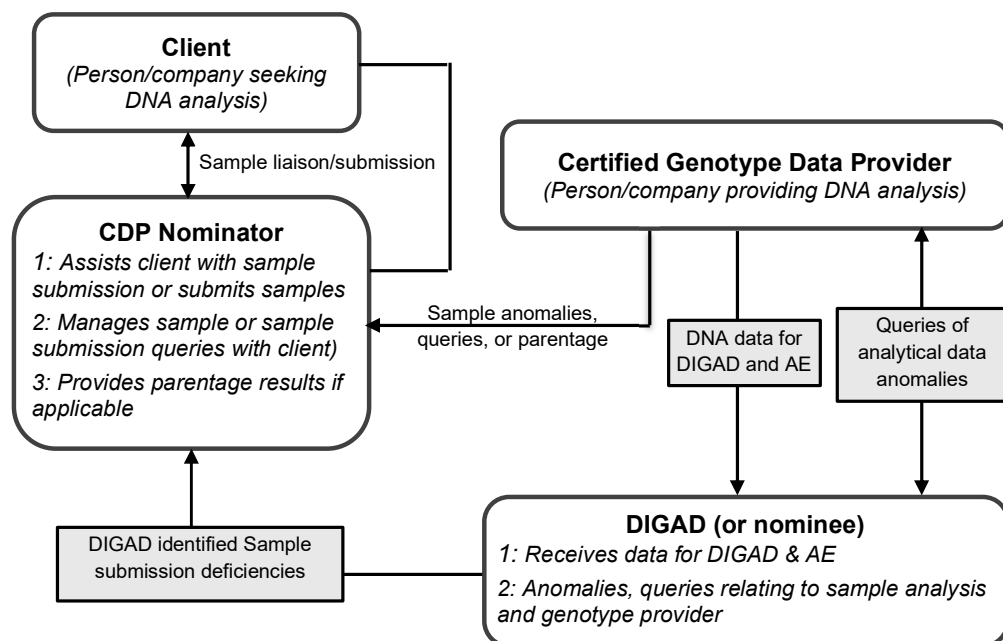 Client
(Person/company seeking
DNA analysis)
Sample liaison/submission
Certified Genotype Data Provider
(Person/company providing DNA analysis)
CDP Nominator
1: Assists client with sample
submission or submits samples
2: Manages sample or sample
submission queries with client)
3: Provides parentage results if
applicable
Sample anomalies,
queries, or parentage
DNA data for
DIGAD and AE
Queries of
analytical data
anomalies
DIGAD identified Sample
submission deficiencies
DIGAD (or nominee)
1: Receives data for DIGAD & AE
2: Anomalies, queries relating to sample analysis
and genotype provider